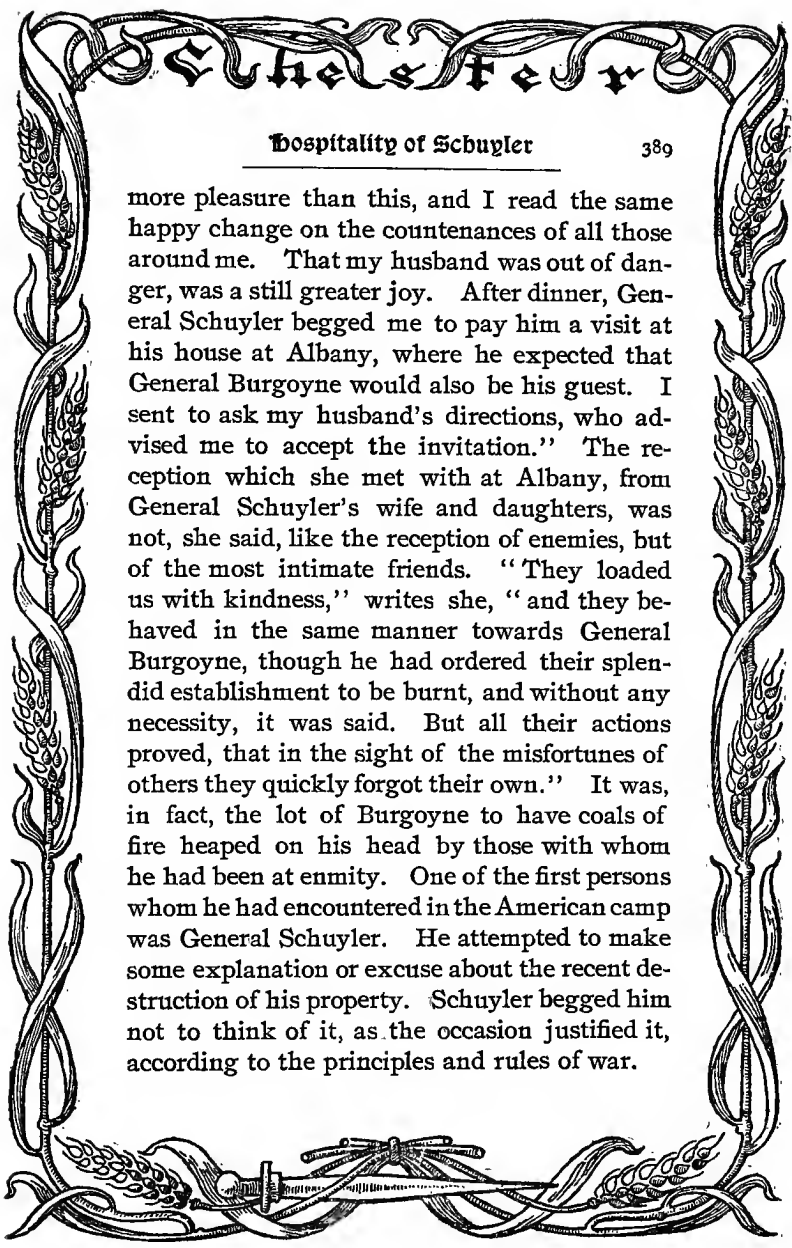 Hospitality of Schuyler 389
more pleasure than this, and I read the same
happy change on the countenances of all those
around me. That my husband was out of dan-
ger, was a still greater joy. After dinner, Gen-
eral Schuyler begged me to pay him a visit at
his house at Albany, where he expected that
General Burgoyne would also be his guest. I
sent to ask my husband's directions, who ad-
vised me to accept the invitation." The re-
ception which she met with at Albany, from
General Schuyler's wife and daughters, was
not, she said, like the reception of enemies, but
of the most intimate friends. "They loaded
us with kindness," writes she, "and they be-
haved in the same manner towards General
Burgoyne, though he had ordered their splen-
did establishment to be burnt, and without any
necessity, it was said. But all their actions
proved, that in the sight of the misfortunes of
others they quickly forgot their own." It was,
in fact, the lot of Burgoyne to have coals of
fire heaped on his head by those with whom
he had been at enmity. One of the first persons
whom he had encountered in the American camp
was General Schuyler. He attempted to make
some explanation or excuse about the recent de-
struction of his property. Schuyler begged him
not to think of it, as the occasion justified it,
according to the principles and rules of war.